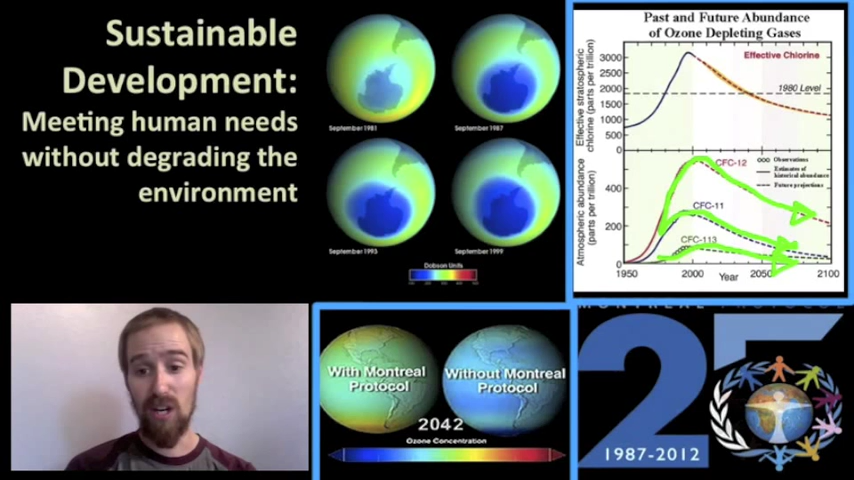 Sustainable
Development:
Meeting human needs
without degrading the
environment
September 1981
September 1987
September 1993
September 1999
Dobson Units
Past and Future Abundance
of Ozone Depleting Gases
Effective stratospheric
chlorine (parts per trillion)
3000
2500
2000
1500
1000
500
0
Effective Chlorine
1980 Level
Atmospheric abundance
(parts per trillion)
400
200
0
Observations
Estimates of
historical abundance
Future projections
CFC-12
CFC-11
CFC-113
1950
2000
2050
2100
Year
With Montreal
Protocol
Without Montreal
Protocol
2042
Ozone Concentration
MONTREAL PROTOCOL
25
1987-2012